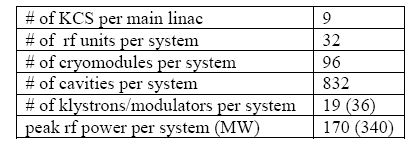 # of KCS per main linac 9
# of rf units per system 32
# of cryomodules per system 96
# of cavities per system 832
# of klystrons/modulators per system 19 (36)
peak rf power per system (MW) 170 (340)